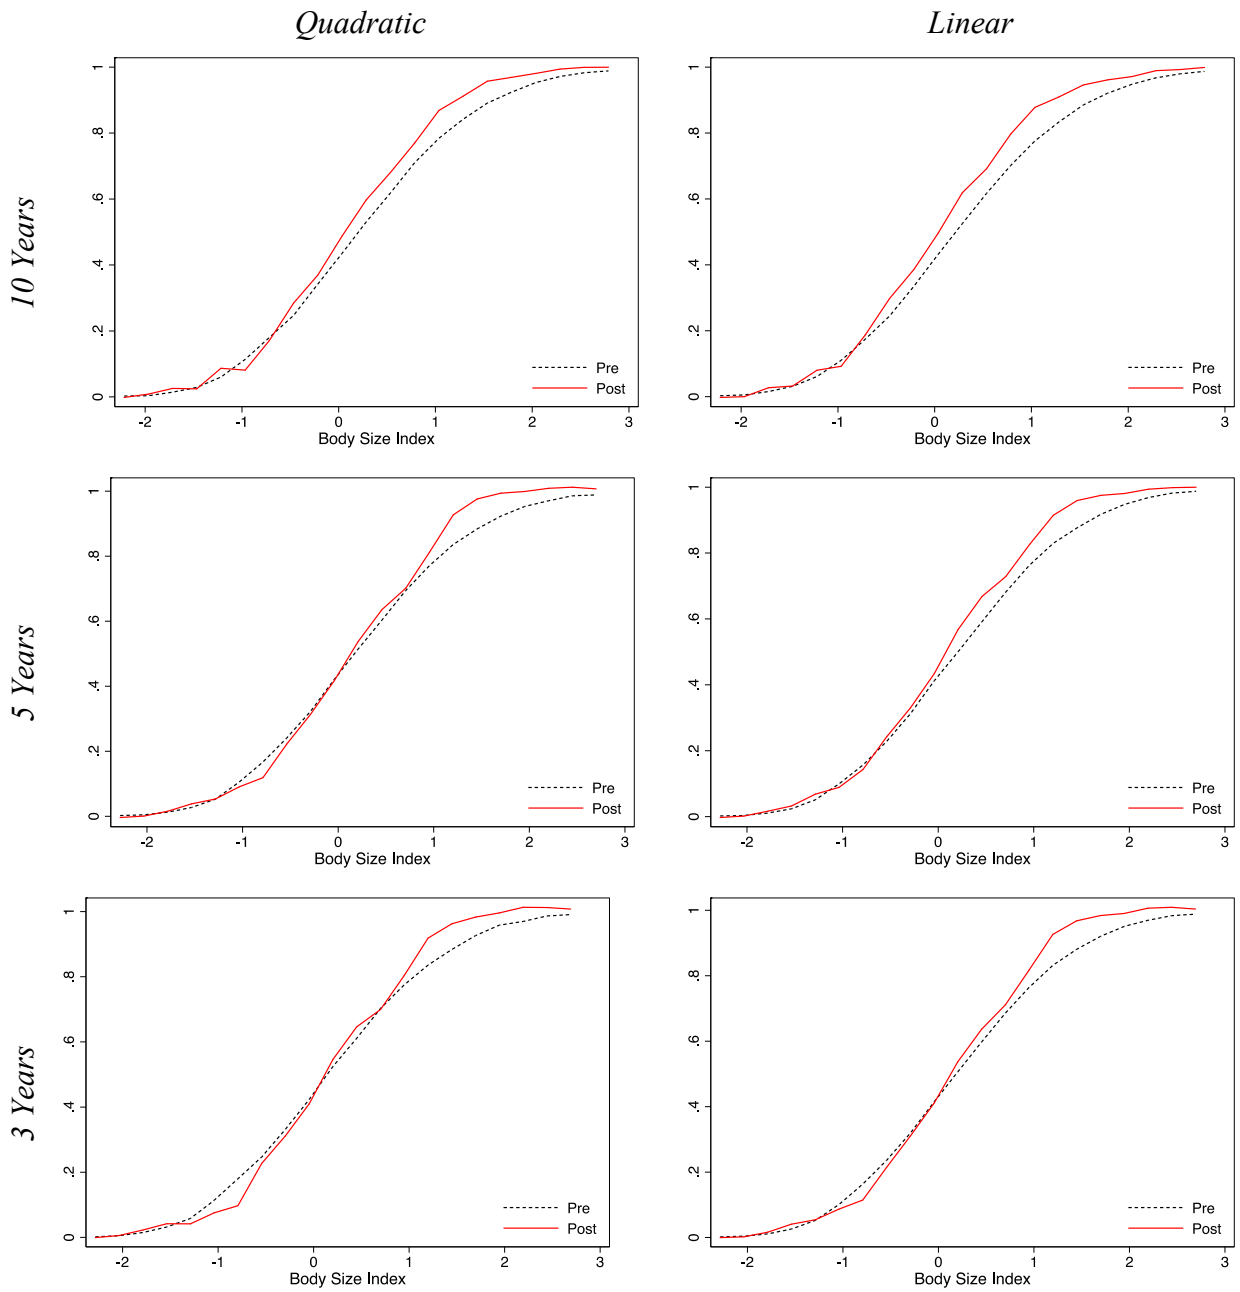 Quadratic
Linear
10 Years
1
.8
.6
.4
.2
0
Pre
Post
-2 -1 0 1 2 3
Body Size Index
1
.8
.6
.4
.2
0
Pre
Post
-2 -1 0 1 2 3
Body Size Index
5 Years
1
.8
.6
.4
.2
0
Pre
Post
-2 -1 0 1 2 3
Body Size Index
1
.8
.6
.4
.2
0
Pre
Post
-2 -1 0 1 2 3
Body Size Index
3 Years
1
.8
.6
.4
.2
0
Pre
Post
-2 -1 0 1 2 3
Body Size Index
1
.8
.6
.4
.2
0
Pre
Post
-2 -1 0 1 2 3
Body Size Index